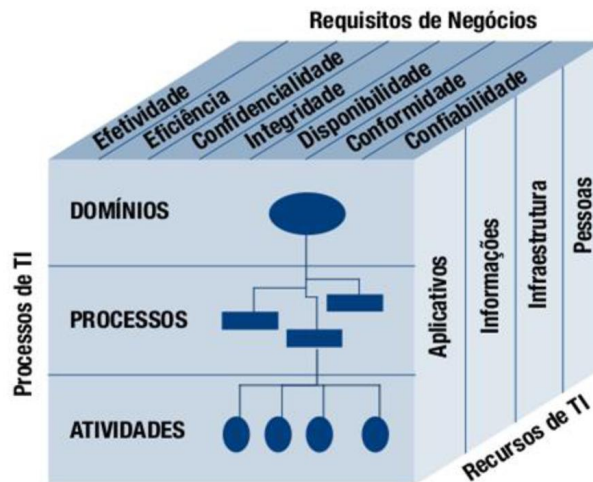 Requisitos de Negócios
Efetividade
Eficiência
Confidencialidade
Integridade
Disponibilidade
Conformidade
Confiabilidade
Processos de TI
DOMÍNIOS
PROCESSOS
ATIVIDADES
Aplicativos
Informações
Infraestrutura
Pessoas
Recursos de TI